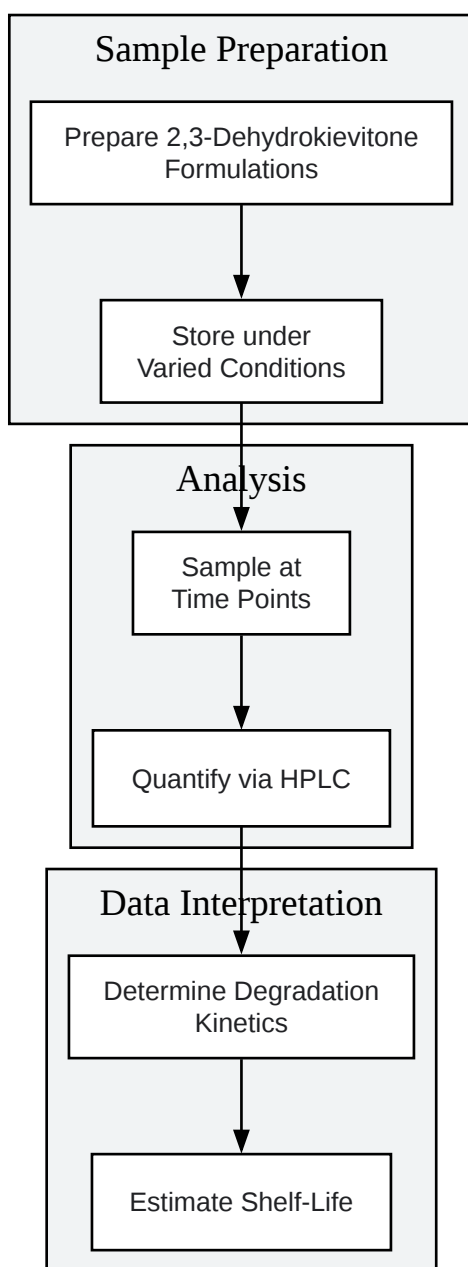 Sample Preparation
Prepare 2,3-Dehydrokievitone
Formulations
Store under
Varied Conditions
Analysis
Sample at
Time Points
Quantify via HPLC
Data Interpretation
Determine Degradation
Kinetics
Estimate Shelf-Life